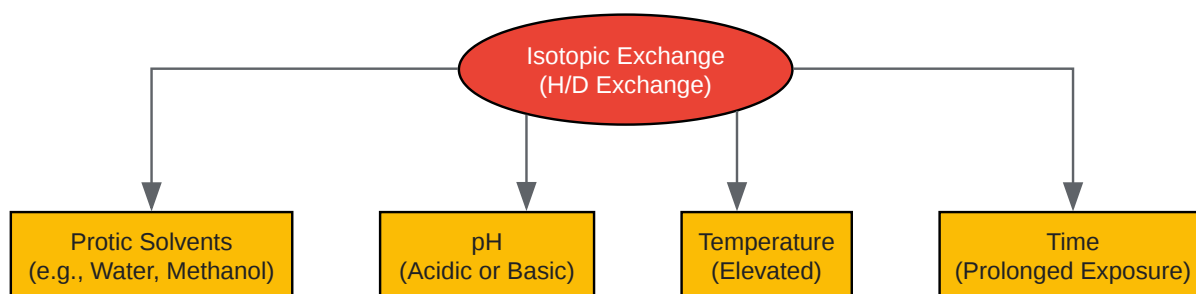 Isotopic Exchange
(H/D Exchange)
Protic Solvents
(e.g., Water, Methanol)
pH
(Acidic or Basic)
Temperature
(Elevated)
Time
(Prolonged Exposure)